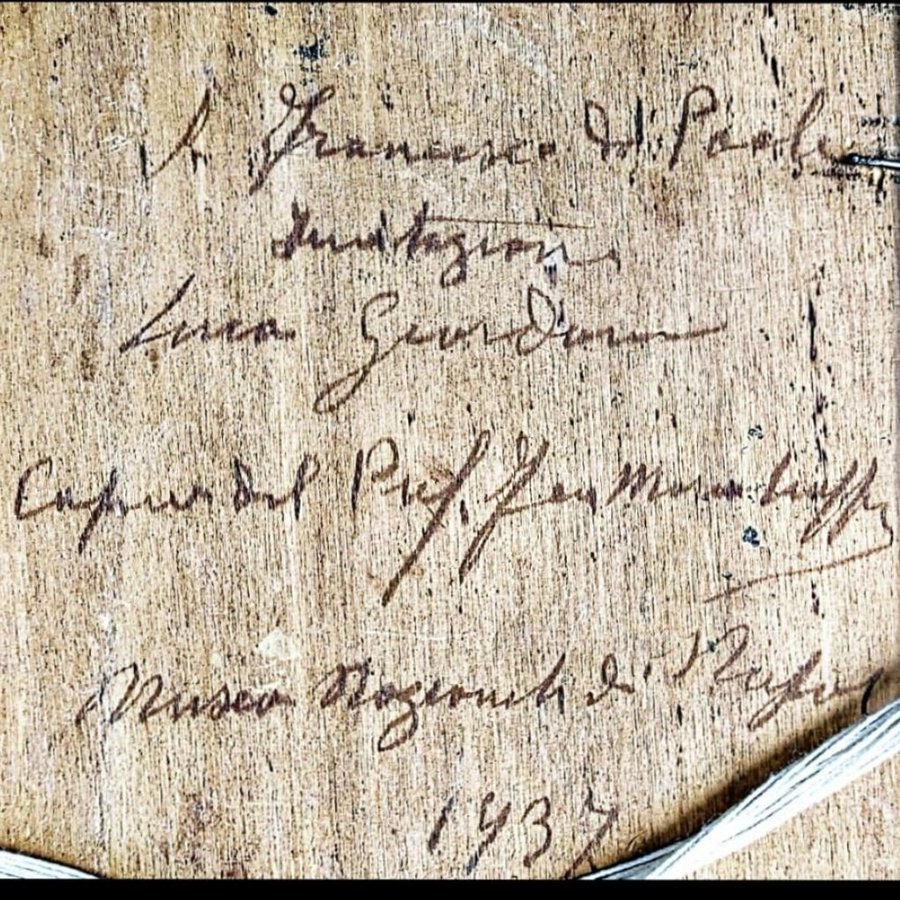 S. Francesco di Paola
Imitazione
Luca Giordano
Copia del Prof.
Museo Nazionale di Napoli
1937